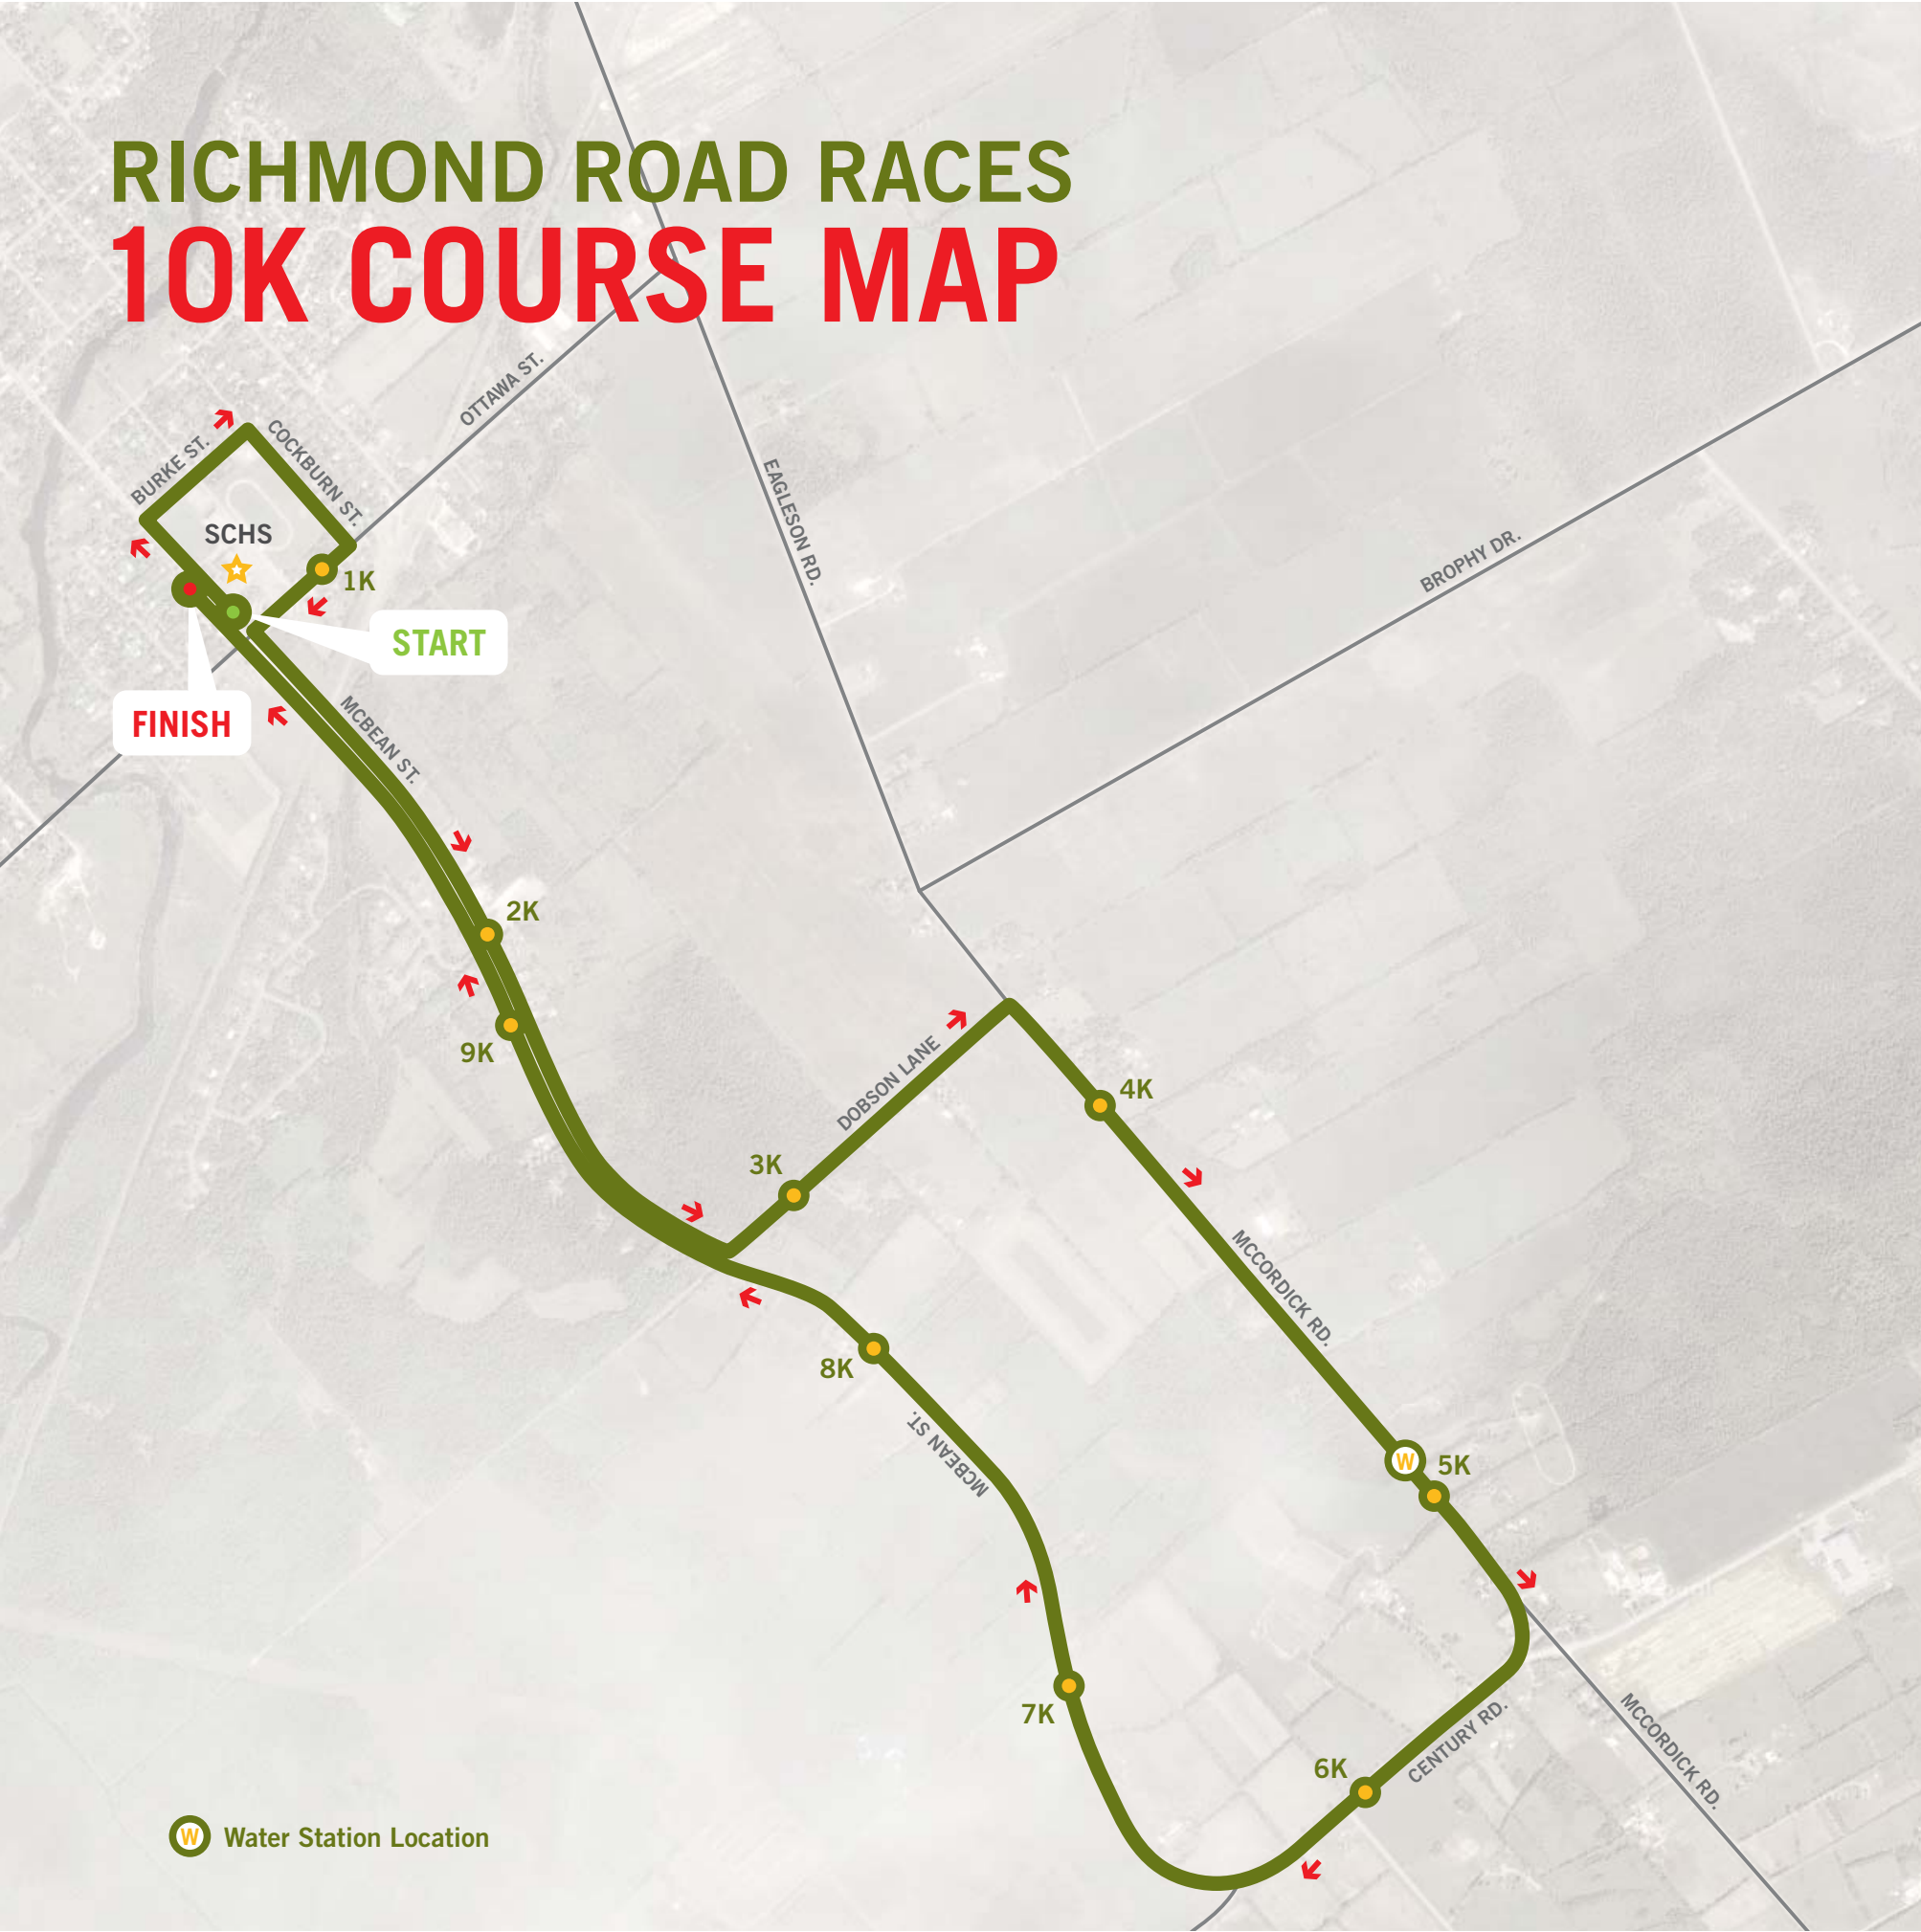 RICHMOND ROAD RACES
10K COURSE MAP
OTTAWA ST.
BURKE ST.
COCKBURN ST.
EAGLESON RD.
SCHS
BROPHY DR.
1K
START
FINISH
MCBEAN ST.
2K
9K
DOBSON LANE
4K
3K
MCCORDICK RD.
8K
MCBEAN ST.
W
5K
7K
CENTURY RD.
MCCORDICK RD.
6K
W Water Station Location